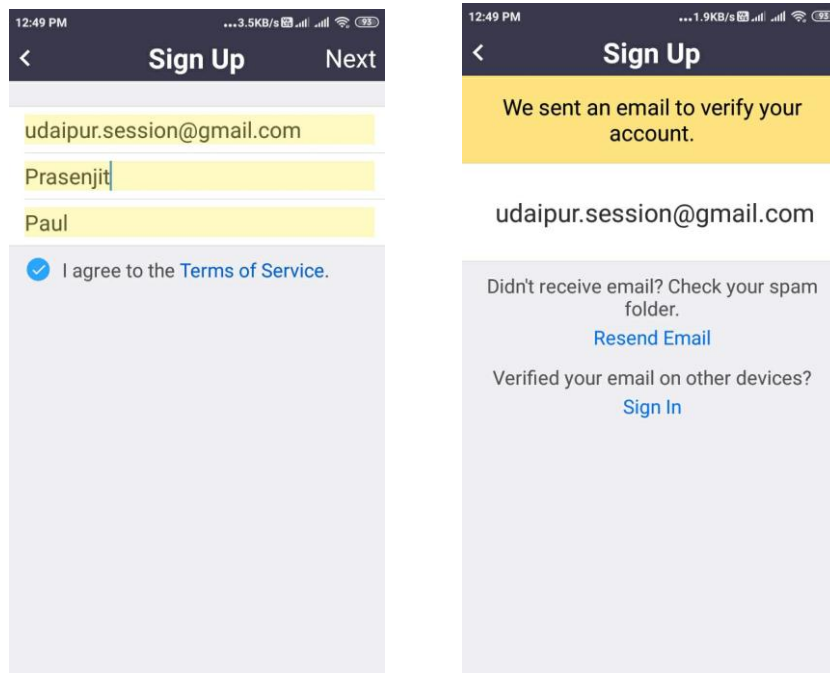 12:49 PM ...3.5KB/s 93
Sign Up Next
udaipur.session@gmail.com
Prasenjit
Paul
I agree to the Terms of Service.
12:49 PM ...1.9KB/s 93
Sign Up
We sent an email to verify your
account.
udaipur.session@gmail.com
Didn't receive email? Check your spam
folder.
Resend Email
Verified your email on other devices?
Sign In